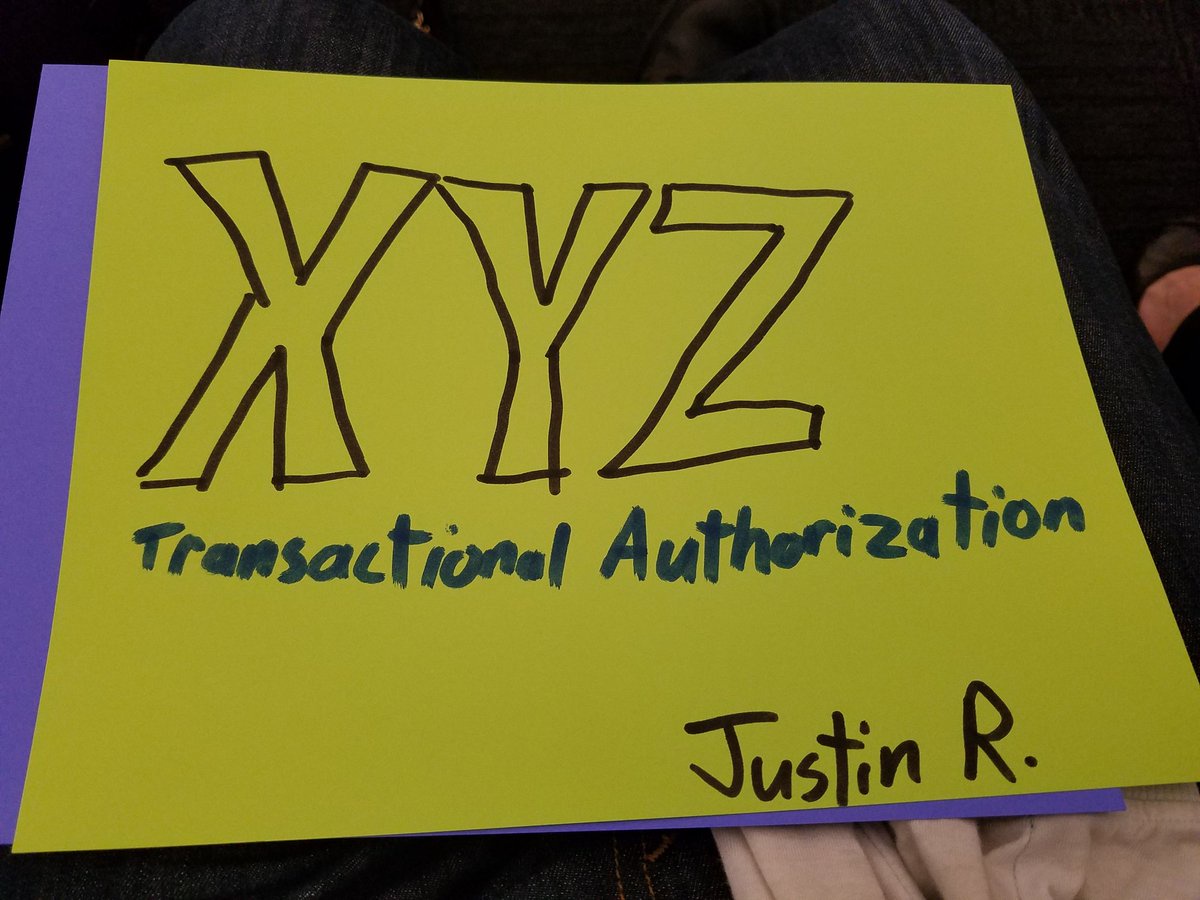 XYZ
Transactional Authorization
Justin R.